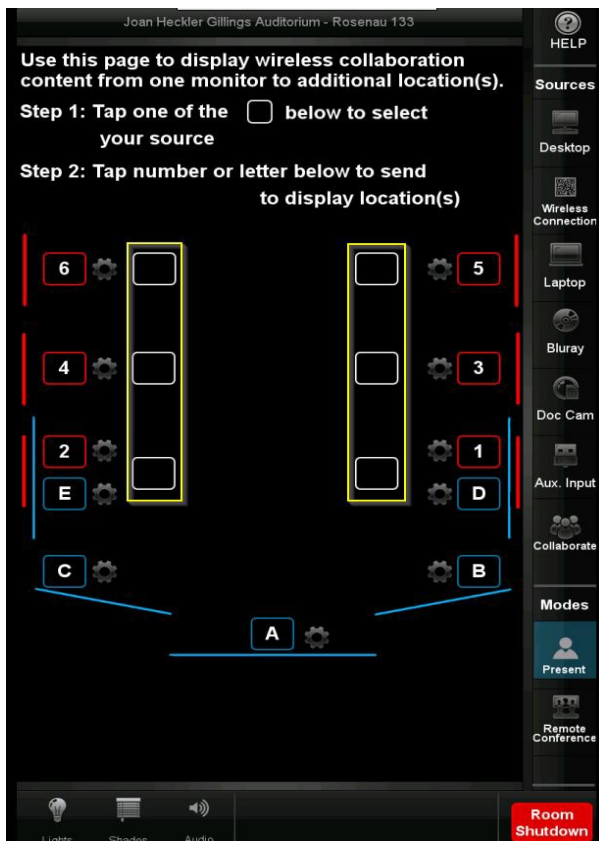 Joan Heckler Gillings Auditorium - Rosenau 133
HELP
Use this page to display wireless collaboration
content from one monitor to additional location(s).
Step 1: Tap one of the below to select
your source
Step 2: Tap number or letter below to send
to display location(s)
Sources
Desktop
Wireless
Connection
Laptop
Bluray
Doc Cam
Aux. Input
Collaborate
Modes
Present
Remote
Conference
6
5
4
3
2
1
E
D
C
B
A
Lights
Shades
Audio
Room
Shutdown